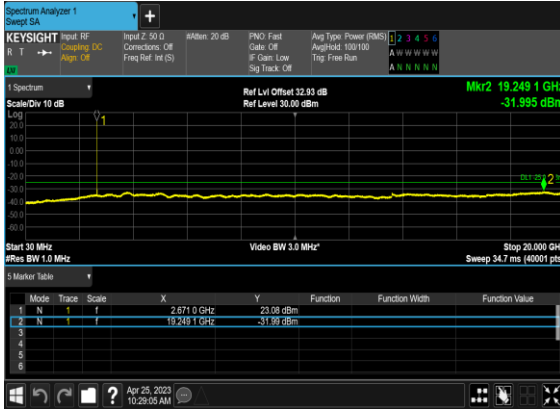 Spectrum Analyzer 1
Swept SA
KEYSIGHT
R T
Input: RF
Coupling: DC
Align: Off
Input Z: 50 Ω
Corrections: Off
Freq Ref: Int (S)
#Atten: 20 dB
PNO: Fast
Gate: Off
IF Gain: Low
Sig Track: Off
Avg Type: Power (RMS)
Avg|Hold: 100/100
Trig: Free Run
1 2 3 4 5 6
A W W W W W
A N N N N N
1 Spectrum
Scale/Div 10 dB
Ref Lvl Offset 32.93 dB
Ref Level 30.00 dBm
Mkr2 19.249 1 GHz
-31.995 dBm
Log
20.0
10.0
0.00
-10.0
-20.0
-30.0
-40.0
-50.0
-60.0
1
2
Start 30 MHz
#Res BW 1.0 MHz
Video BW 3.0 MHz*
Stop 20.000 GHz
Sweep 34.7 ms (40001 pts)
5 Marker Table
Mode Trace Scale X Y Function Function Width Function Value
1 N 1 f 2.671 0 GHz 23.08 dBm
2 N 1 f 19.249 1 GHz -31.99 dBm
3
4
5
6
?
Apr 25, 2023
10:29:05 AM